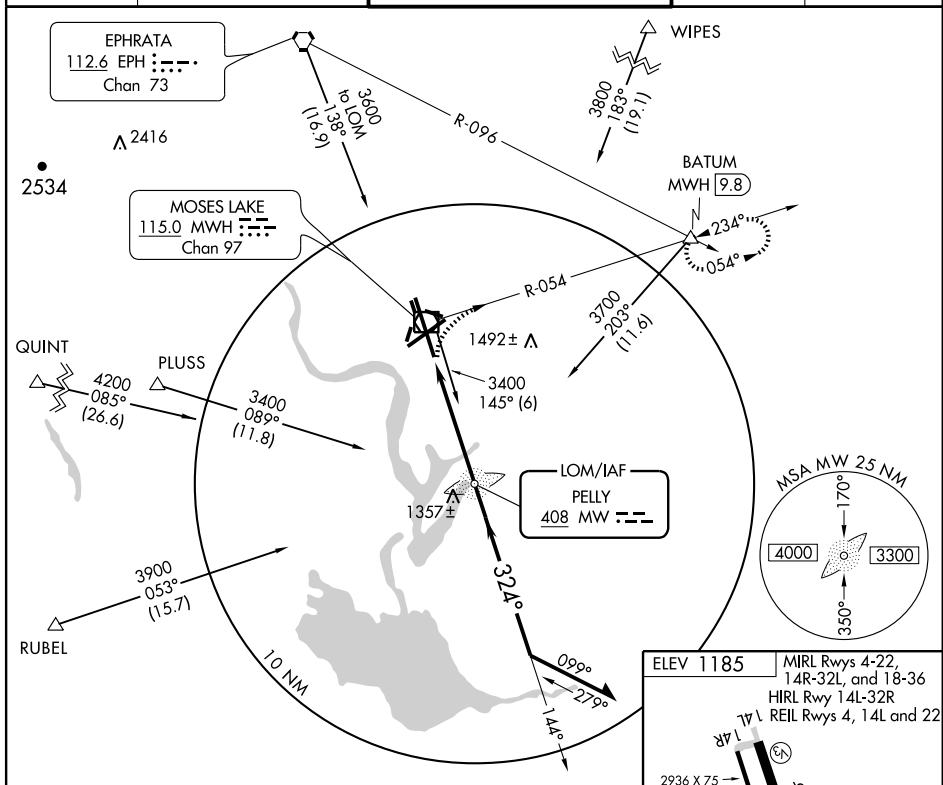 EPHRATA
112.6 EPH
Chan 73
WIPES
3600
to LOM
138°
(16.9)
3800
183°
(19.1)
R-096
2416
2534
BATUM
MWH 9.8
MOSES LAKE
115.0 MWH
Chan 97
N
234°
054°
R-054
3700
203°
(11.6)
1492±
QUINT
4200
085°
(26.6)
PLUSS
3400
089°
(11.8)
3400
145° (6)
LOM/IAF
PELLY
408 MW
1357±
MSA MW 25 NM
170°
4000
3300
350°
3900
053°
(15.7)
RUBEL
324°
10 NM
099°
279°
144°
ELEV 1185
MIRL Rwys 4-22,
14R-32L, and 18-36
HIRL Rwy 14L-32R
REIL Rwys 4, 14L and 22
14R
14L
V3
2936 X 75